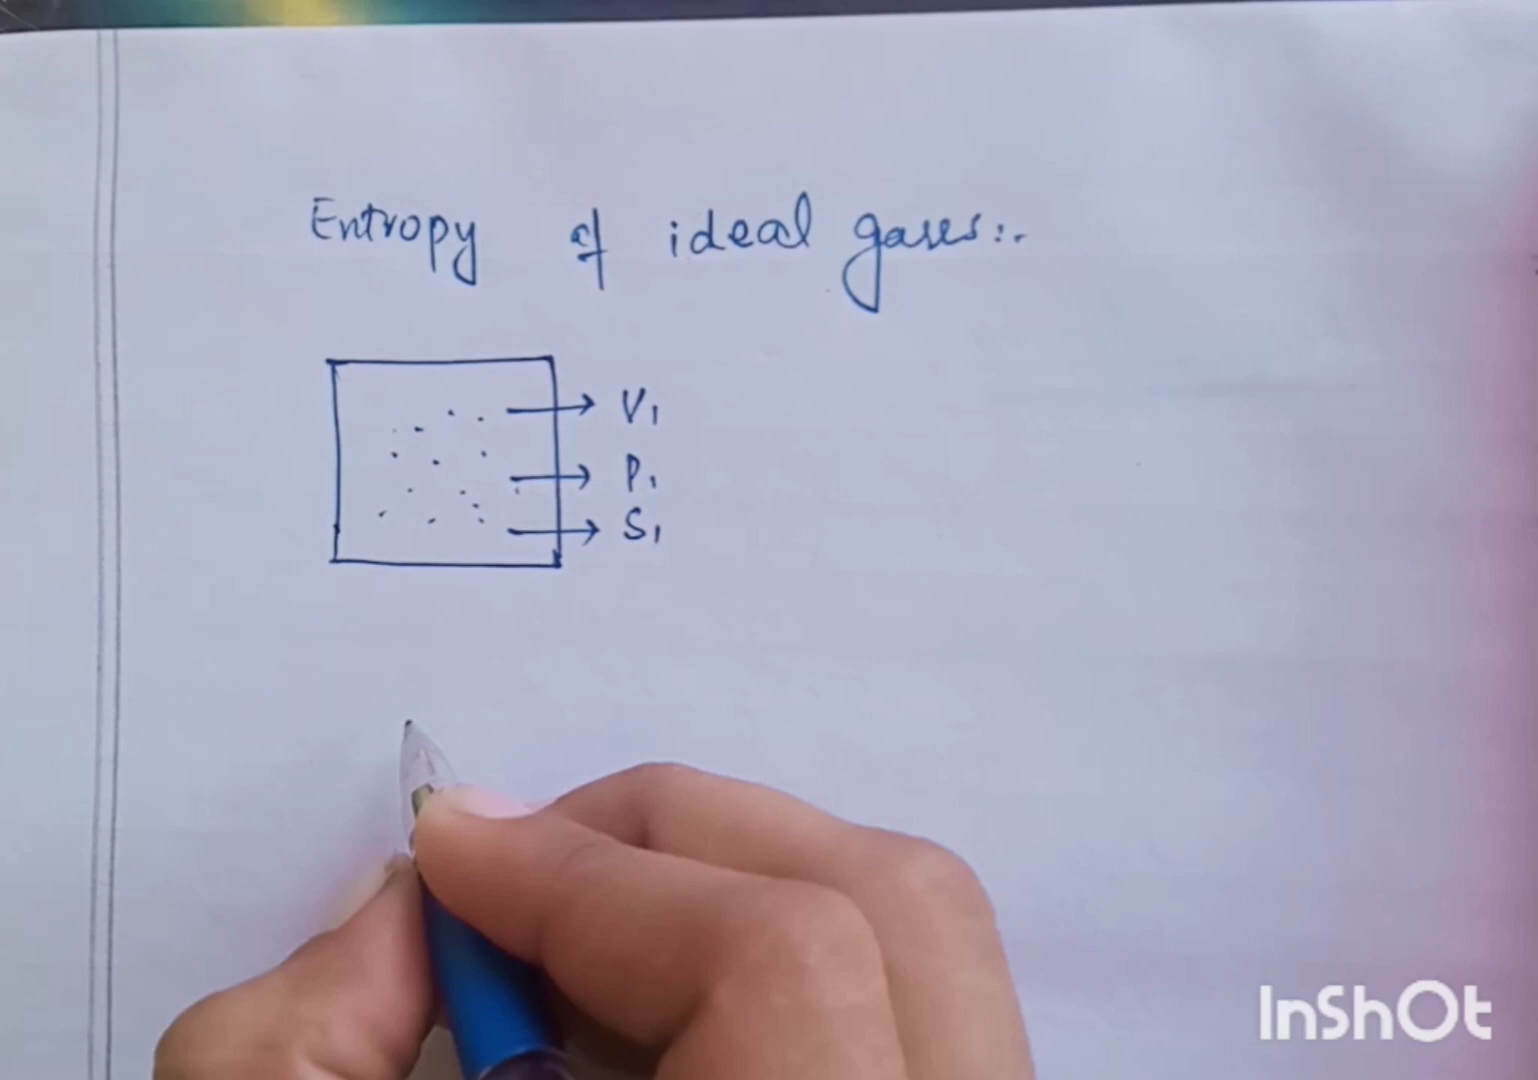 Entropy of ideal gases:-
V₁
P₁
S₁
InShOt